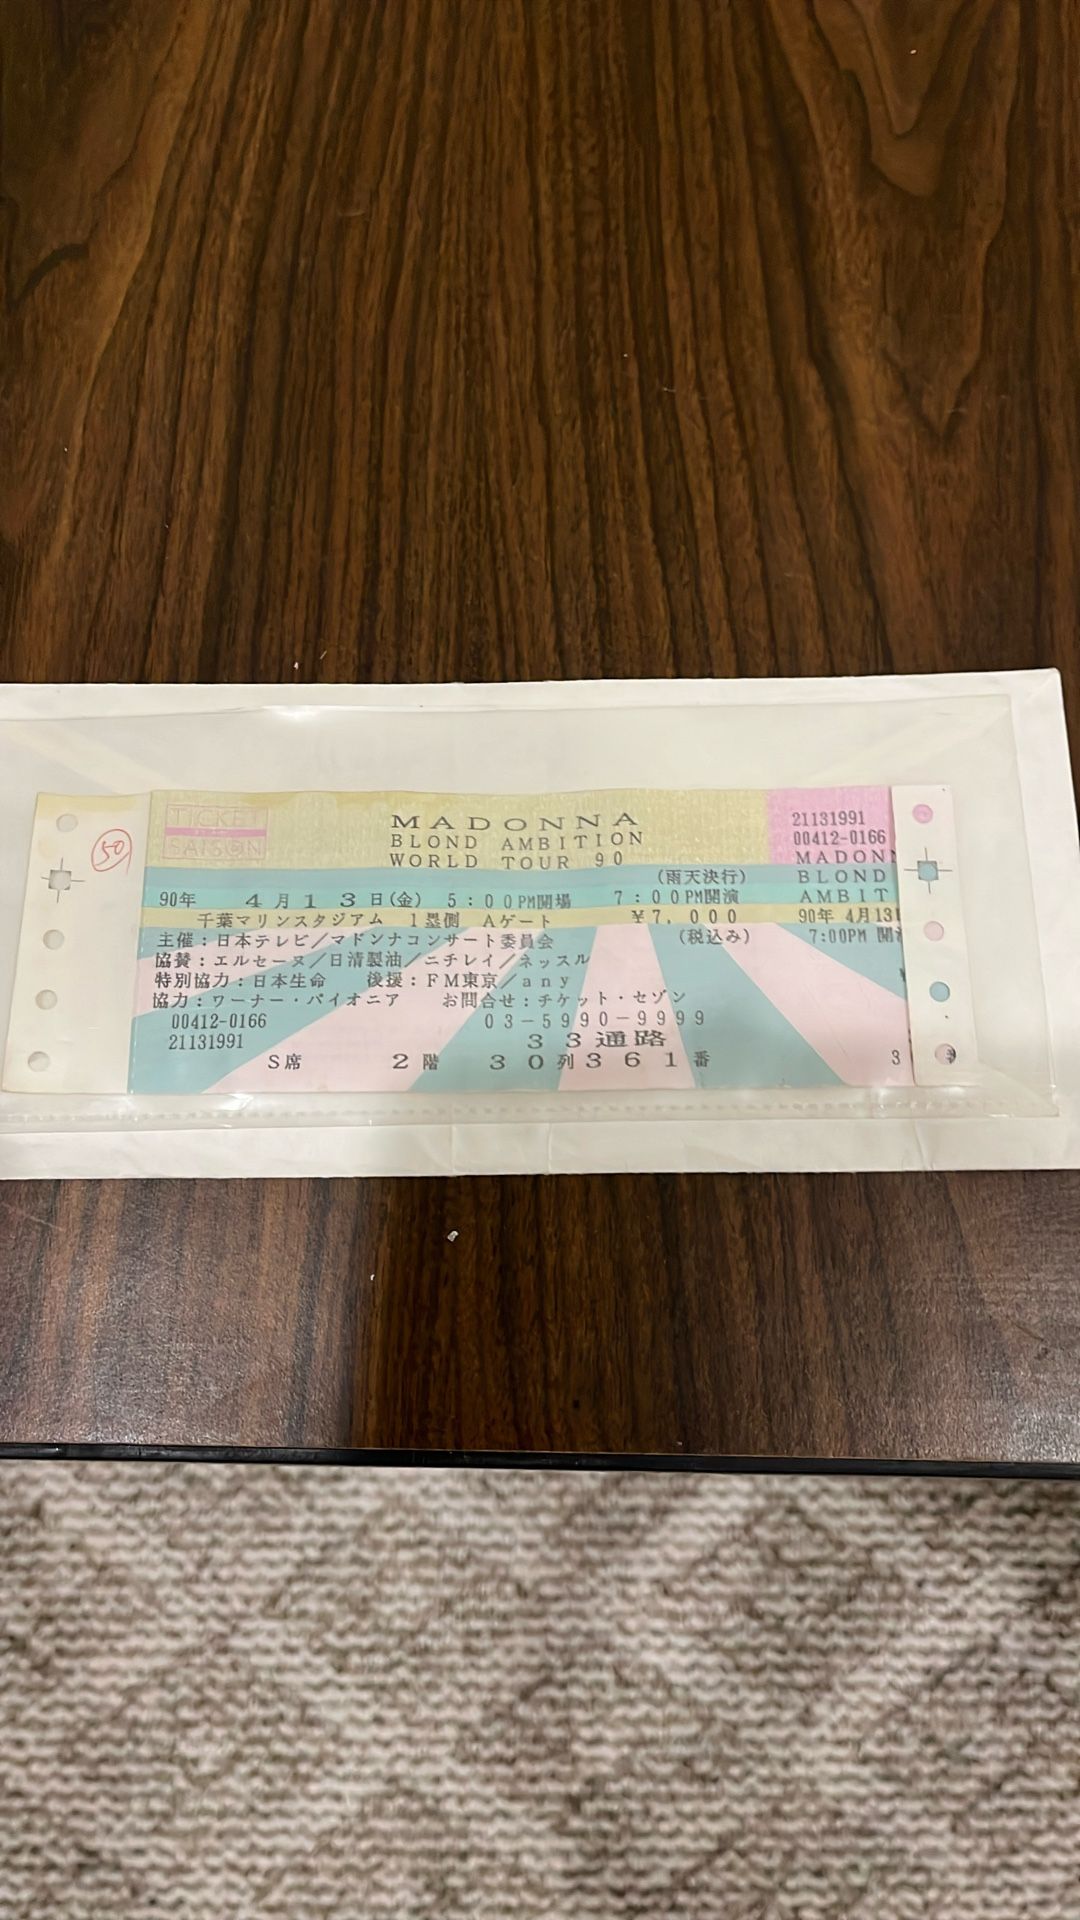 50
TICKET
SAISON
MADONNA
BLOND AMBITION
WORLD TOUR 90
(雨天決行)
90年 4月13日(金) 5:00PM開場 7:00PM開演
千葉マリンスタジアム 1塁側 Aゲート ¥7,000
主催:日本テレビ/マドンナコンサート委員会 (税込み)
協賛:エルセーヌ/日清製油/ニチレイ/ネッスル
特別協力:日本生命 後援:FM東京/any
協力:ワーナー・パイオニア お問合せ:チケット・セゾン
00412-0166 03-5990-9999
21131991 33通路
S席 2階 30列361番
21131991
00412-0166
MADON
BLOND
AMBIT
90年 4月13
7:00PM 開
3